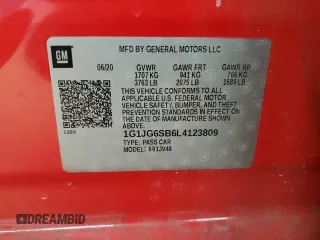 GM
MFD BY GENERAL MOTORS LLC
06/20 GVWR GAWR FRT GAWR RR
1707 KG 941 KG 766 KG
3763 LB 2075 LB 1689 LB
THIS VEHICLE CONFORMS TO ALL APPLICABLE
U.S. FEDERAL MOTOR VEHICLE
SAFETY, BUMPER, AND THEFT PREVENTION
STANDARDS IN EFFECT ON THE DATE OF
MANUFACTURE SHOWN ABOVE.
1G1JG6SB6L4123809
TYPE: PASS CAR
MODEL: 1JV48
DREAMBID